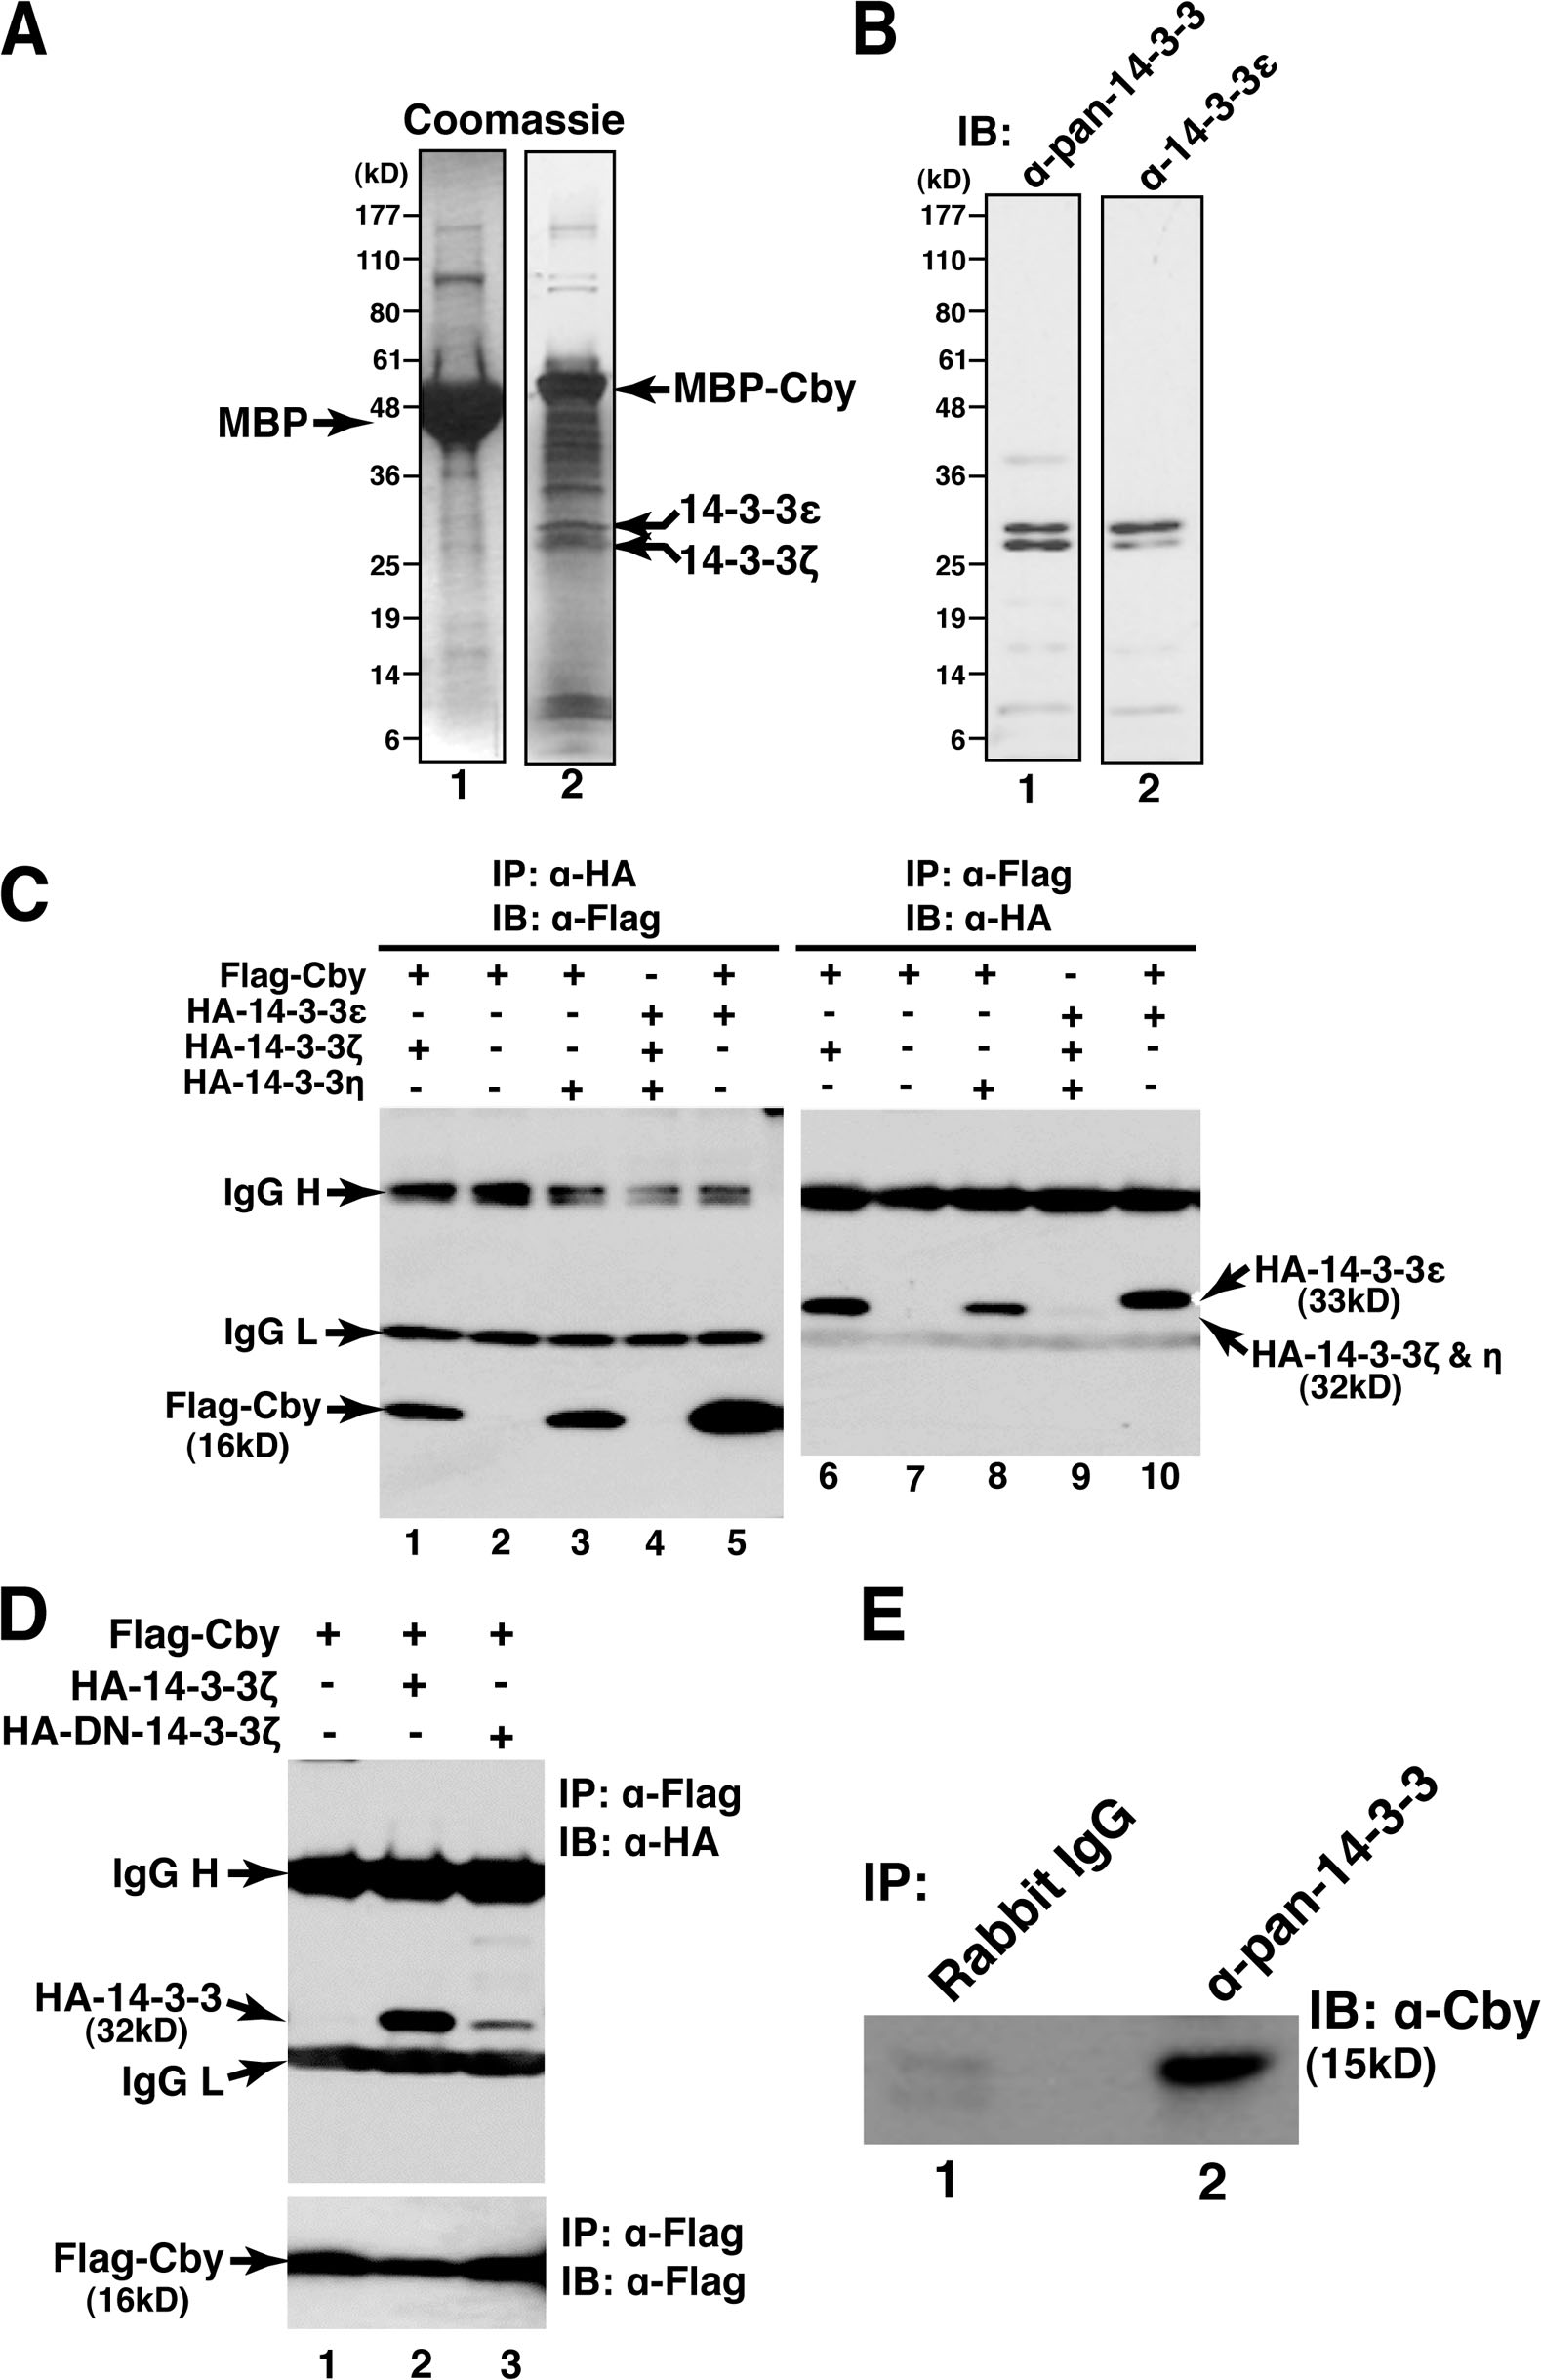 A
Coomassie
(kD)
177
110
80
61
48
36
25
19
14
6
MBP
MBP-Cby
14-3-3ε
14-3-3ζ
1 2
B
IB: α-pan-14-3-3 α-14-3-3ε
(kD)
177
110
80
61
48
36
25
19
14
6
1 2
C
IP: α-HA
IB: α-Flag
IP: α-Flag
IB: α-HA
Flag-Cby + + + - + + + + - +
HA-14-3-3ε - - - + + - - - + +
HA-14-3-3ζ + - - + - + - - + -
HA-14-3-3η - - + + - - - + + -
IgG H
IgG L
Flag-Cby
(16kD)
HA-14-3-3ε
(33kD)
HA-14-3-3ζ & η
(32kD)
1 2 3 4 5
6 7 8 9 10
D
Flag-Cby + + +
HA-14-3-3ζ - + -
HA-DN-14-3-3ζ - - +
IP: α-Flag
IB: α-HA
IgG H
HA-14-3-3
(32kD)
IgG L
Flag-Cby
(16kD)
IP: α-Flag
IB: α-Flag
1 2 3
E
IP: Rabbit IgG α-pan-14-3-3
IB: α-Cby
(15kD)
1 2